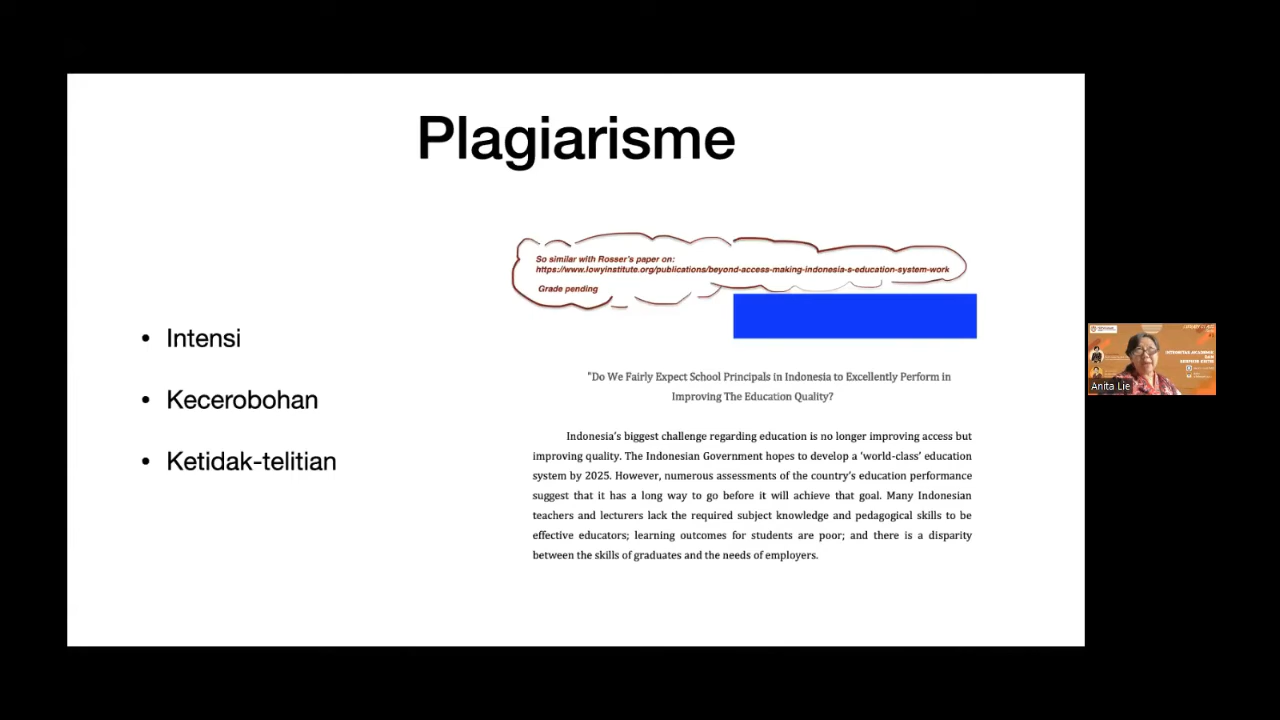 Plagiarisme
So similar with Rosser's paper on:
https://www.lowyinstitute.org/publications/beyond-access-making-indonesia-s-education-system-work
Grade pending
• Intensi
• Kecerobohan
• Ketidak-telitian
"Do We Fairly Expect School Principals in Indonesia to Excellently Perform in
Improving The Education Quality?
Indonesia's biggest challenge regarding education is no longer improving access but
improving quality. The Indonesian Government hopes to develop a 'world-class' education
system by 2025. However, numerous assessments of the country's education performance
suggest that it has a long way to go before it will achieve that goal. Many Indonesian
teachers and lecturers lack the required subject knowledge and pedagogical skills to be
effective educators; learning outcomes for students are poor; and there is a disparity
between the skills of graduates and the needs of employers.
Anita Lie